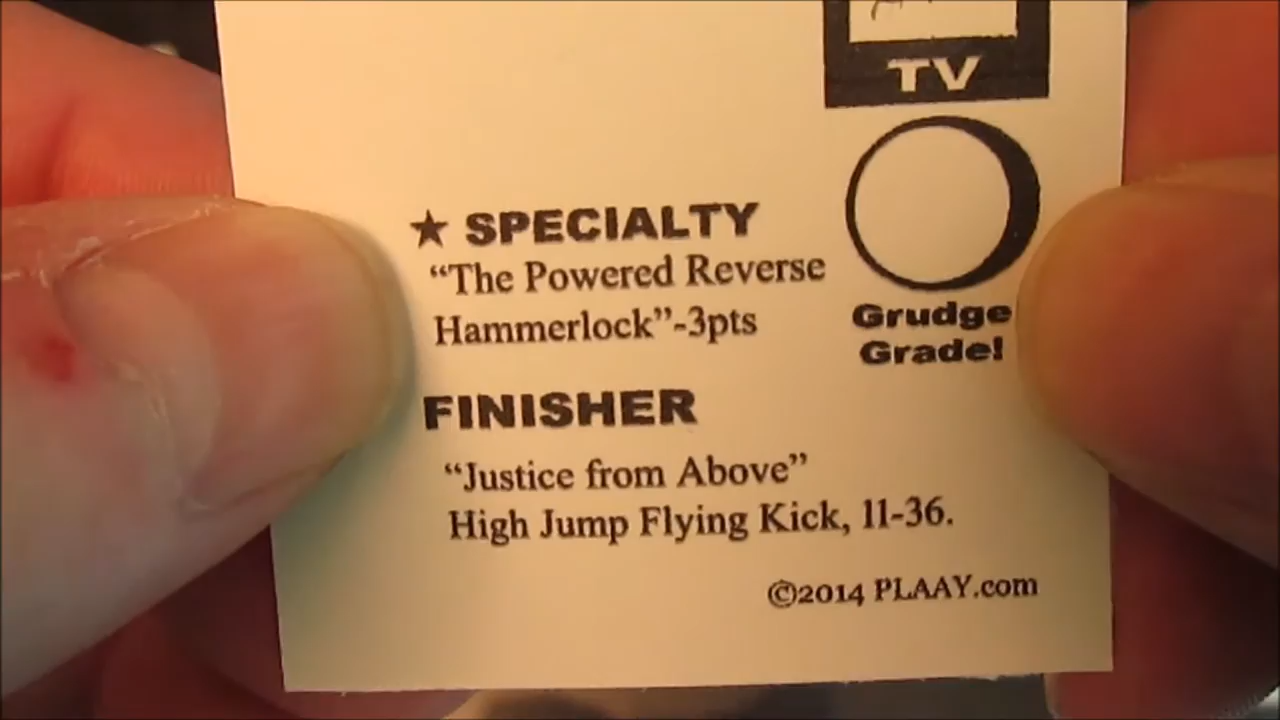 TV
★ SPECIALTY
“The Powered Reverse
Hammerlock”-3pts
Grudge
Grade!
FINISHER
“Justice from Above”
High Jump Flying Kick, 11-36.
©2014 PLAAY.com